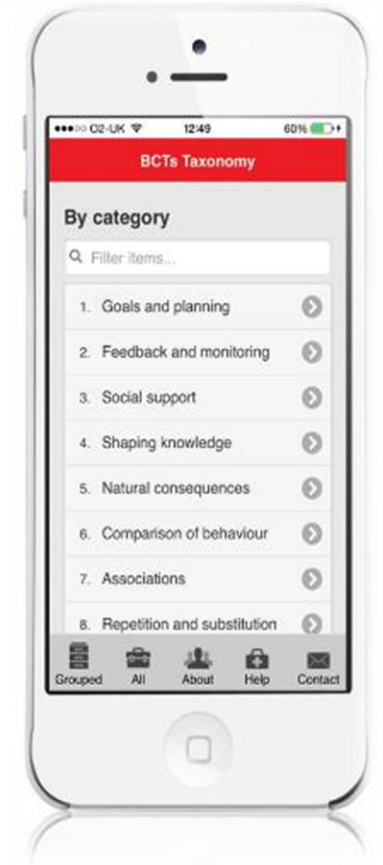 O2-UK 12:49 60%
BCTs Taxonomy
By category
Filter items...
1. Goals and planning
2. Feedback and monitoring
3. Social support
4. Shaping knowledge
5. Natural consequences
6. Comparison of behaviour
7. Associations
8. Repetition and substitution
Grouped All About Help Contact